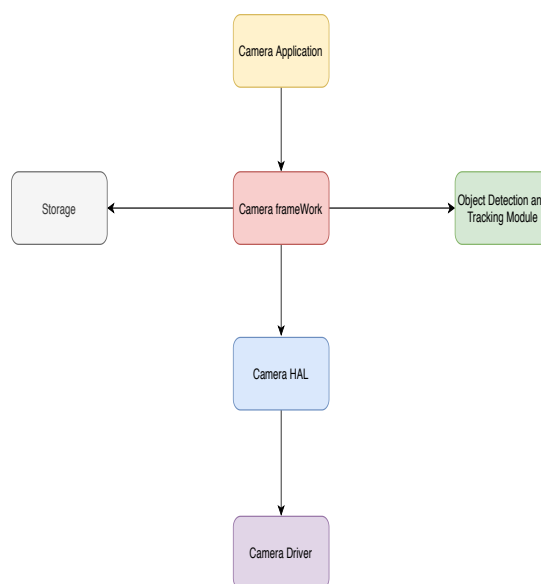 Camera Application
Storage
Camera frameWork
Object Detection an
Tracking Module
Camera HAL
Camera Driver